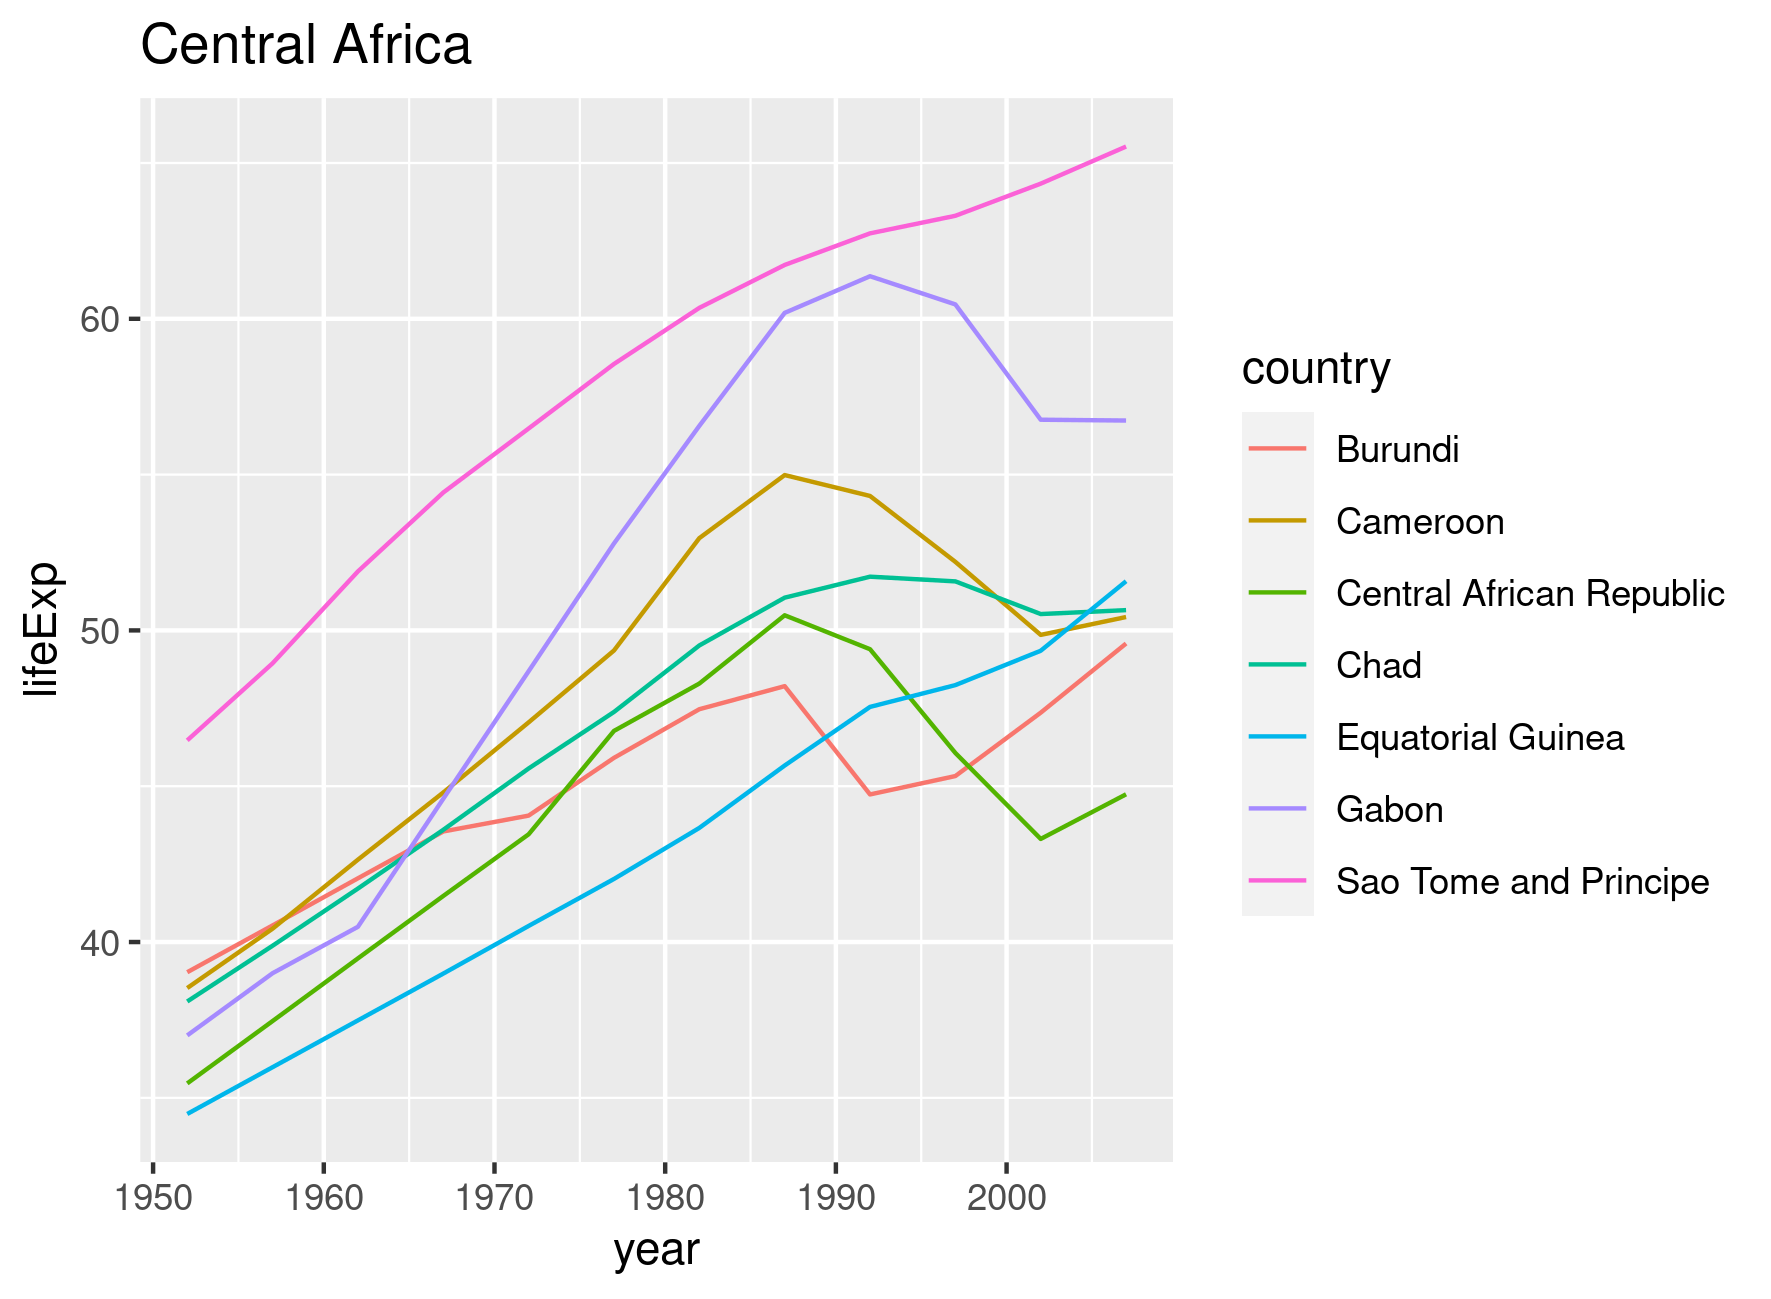 Central Africa
lifeExp
60
50
40
1950 1960 1970 1980 1990 2000
year
country
Burundi
Cameroon
Central African Republic
Chad
Equatorial Guinea
Gabon
Sao Tome and Principe